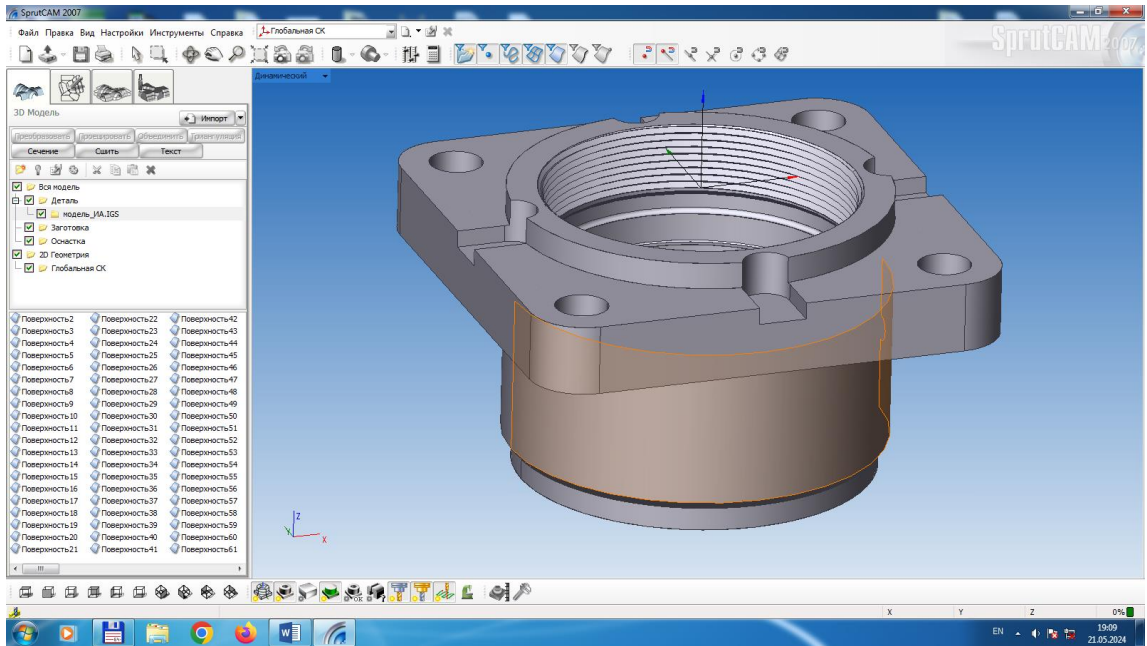 SprutCAM 2007
Файл Правка Вид Настройки Инструменты Справка
Глобальная СК
SprutCAM 2007
Динамический
3D Модель
Импорт
Преобразовать Проецировать Объединить Триангуляция
Сечение Сшить Текст
Вся модель
Деталь
модель_ИА.IGS
Заготовка
Оснастка
2D Геометрия
Глобальная СК
Поверхность2 Поверхность22 Поверхность42
Поверхность3 Поверхность23 Поверхность43
Поверхность4 Поверхность24 Поверхность44
Поверхность5 Поверхность25 Поверхность45
Поверхность6 Поверхность26 Поверхность46
Поверхность7 Поверхность27 Поверхность47
Поверхность8 Поверхность28 Поверхность48
Поверхность9 Поверхность29 Поверхность49
Поверхность10 Поверхность30 Поверхность50
Поверхность11 Поверхность31 Поверхность51
Поверхность12 Поверхность32 Поверхность52
Поверхность13 Поверхность33 Поверхность53
Поверхность14 Поверхность34 Поверхность54
Поверхность15 Поверхность35 Поверхность55
Поверхность16 Поверхность36 Поверхность56
Поверхность17 Поверхность37 Поверхность57
Поверхность18 Поверхность38 Поверхность58
Поверхность19 Поверхность39 Поверхность59
Поверхность20 Поверхность40 Поверхность60
Поверхность21 Поверхность41 Поверхность61
Z
Y
X
OK
X Y Z 0%
EN 19:09
21.05.2024